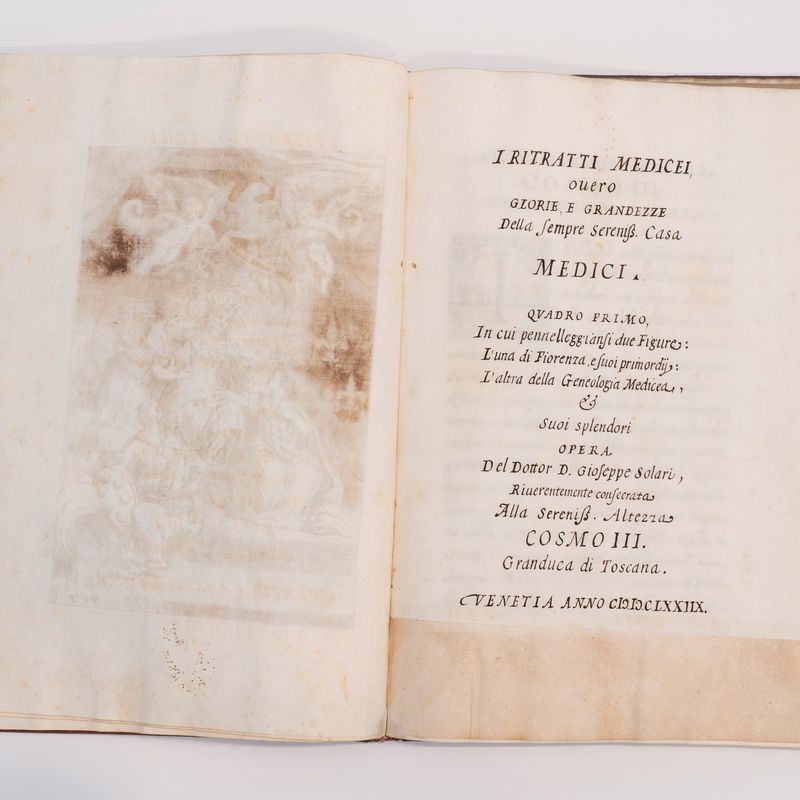 I RITRATTI MEDICEI,
ouero
GLORIE, E GRANDEZZE
Della ſempre Sereniſs. Casa
MEDICI.
QVADRO PRIMO,
In cui pennelleggianſi due Figure:
L'una di Fiorenza, e ſuoi primordij,:
L'altra della Geneologia Medicea,
&
Suoi splendori
OPERA
Del Dottor D. Gioſeppe Solari,
Riuerentemente conſecrata
Alla Sereniſs. Altezza
COSMO III.
Granduca di Toscana.
VENETIA ANNO CIↃIↃCLXXIIX.